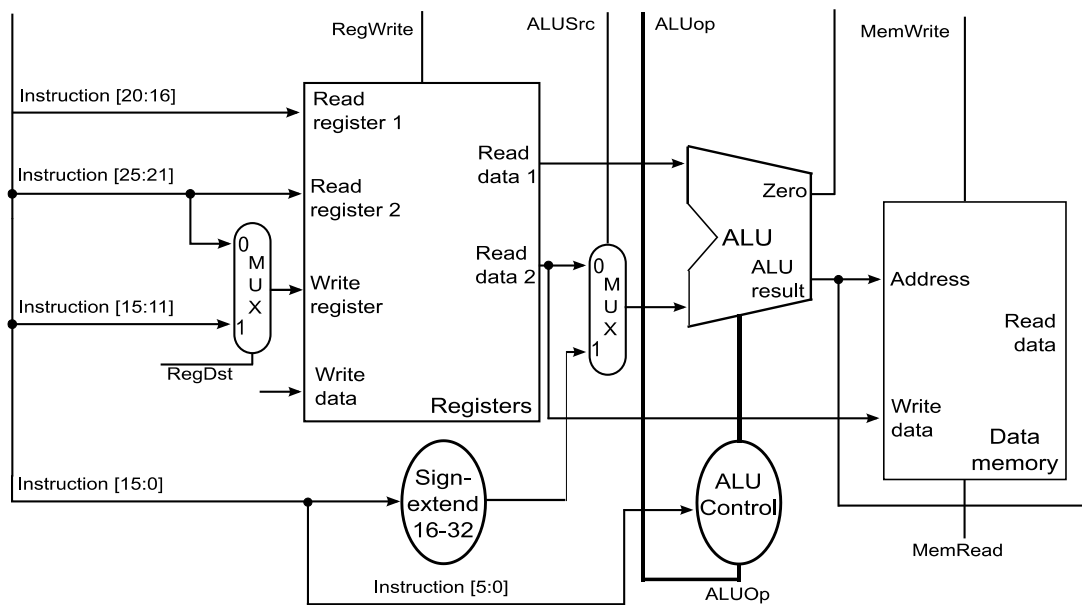 RegWrite
ALUSrc
ALUop
MemWrite
Instruction [20:16]
Read
register 1
Instruction [25:21]
Read
register 2
Read
data 1
Zero
ALU
ALU
result
0
M
U
X
1
Write
register
Read
data 2
0
M
U
X
1
Address
Instruction [15:11]
Read
data
RegDst
Write
data
Registers
Write
data
Data
memory
Instruction [15:0]
Sign-
extend
16-32
ALU
Control
MemRead
Instruction [5:0]
ALUOp